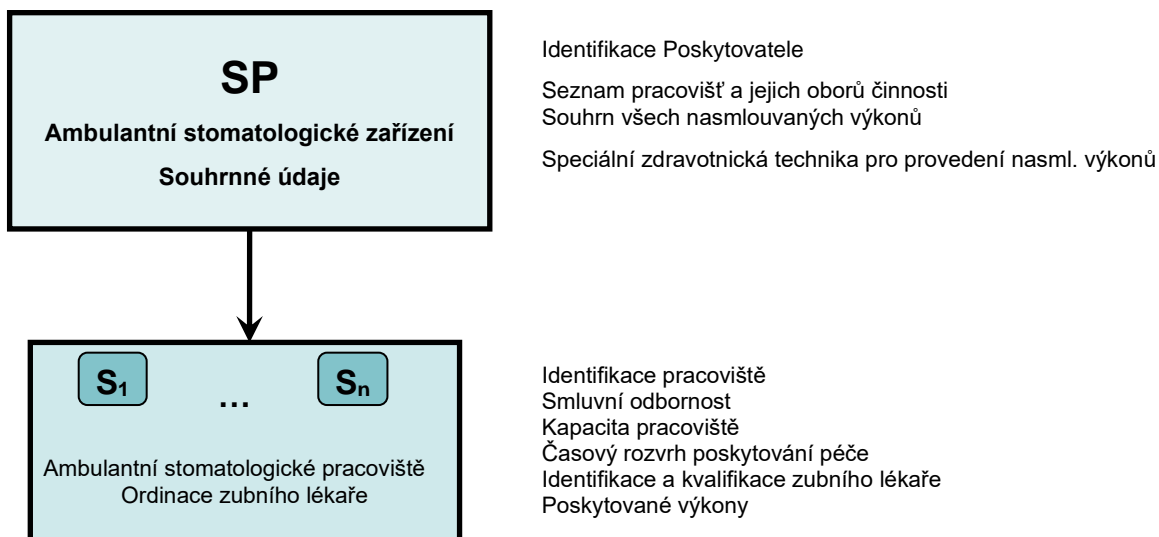 SP
Ambulantní stomatologické zařízení
Souhrnné údaje
Identifikace Poskytovatele
Seznam pracovišť a jejich oborů činnosti
Souhrn všech nasmlouvaných výkonů
Speciální zdravotnická technika pro provedení nasml. výkonů
S1 ... Sn
Ambulantní stomatologické pracoviště
Ordinace zubního lékaře
Identifikace pracoviště
Smluvní odbornost
Kapacita pracoviště
Časový rozvrh poskytování péče
Identifikace a kvalifikace zubního lékaře
Poskytované výkony